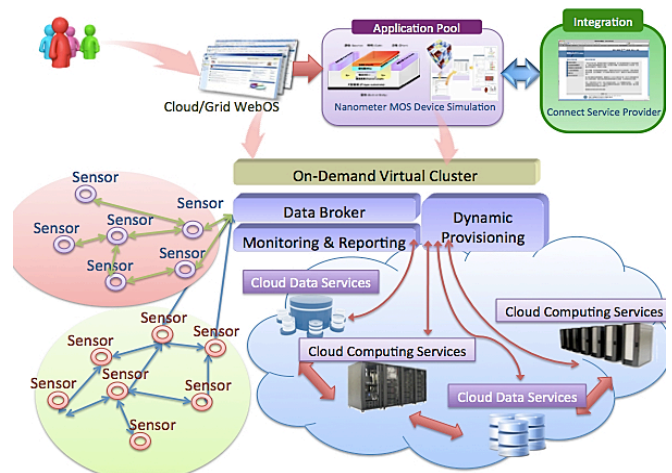 Application Pool
Integration
Cloud/Grid WebOS
Nanometer MOS Device Simulation
Connect Service Provider
On-Demand Virtual Cluster
Sensor
Sensor
Data Broker
Dynamic
Provisioning
Sensor
Sensor
Monitoring & Reporting
Sensor
Sensor
Cloud Data Services
Cloud Computing Services
Sensor
Sensor
Sensor
Cloud Computing Services
Sensor
Sensor
Sensor
Cloud Data Services
Sensor